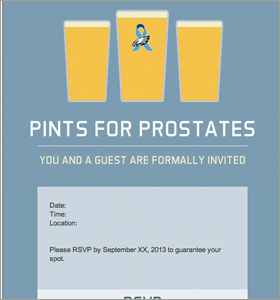 PINTS FOR PROSTATES
YOU AND A GUEST ARE FORMALLY INVITED
Date:
Time:
Location:
Please RSVP by September XX, 2013 to guarantee your
spot.
RSVP